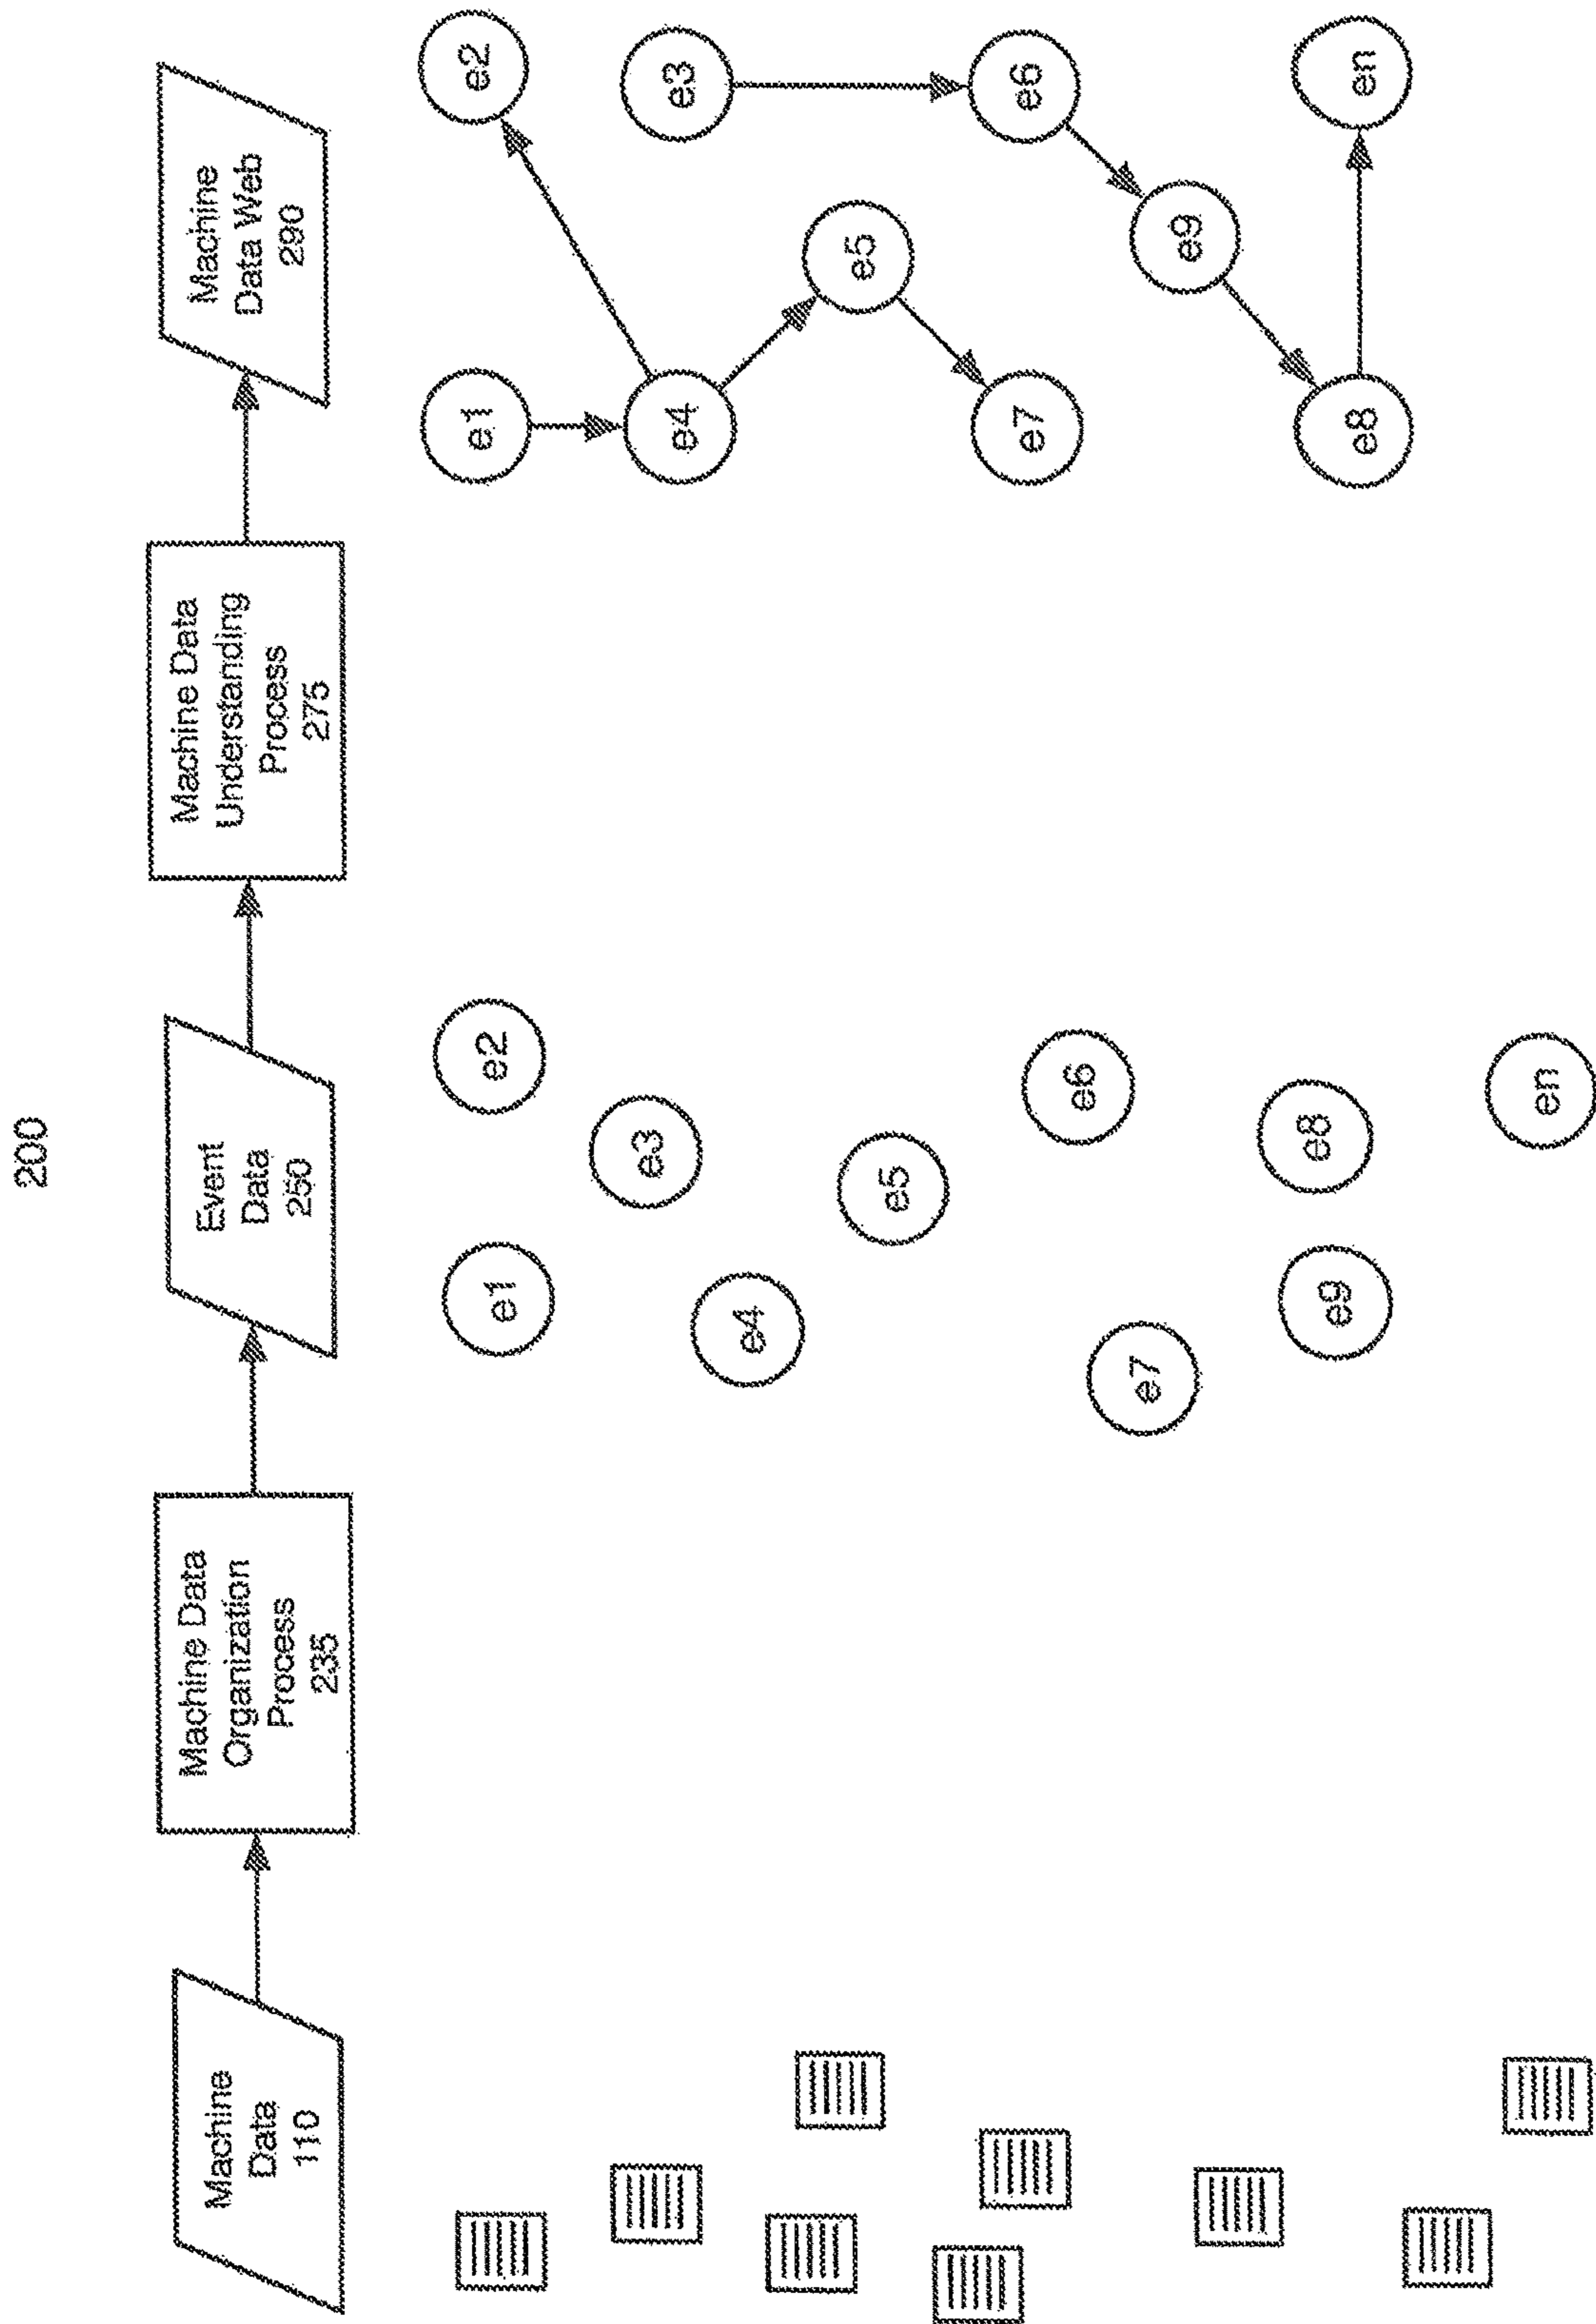 200
Machine
Data
110
Machine Data
Organization
Process
235
Event
Data
250
Machine Data
Understanding
Process
275
Machine
Data Web
290
e1
e2
e3
e4
e5
e6
e7
e8
e9
en
e1
e2
e4
e3
e5
e7
e6
e9
e8
en